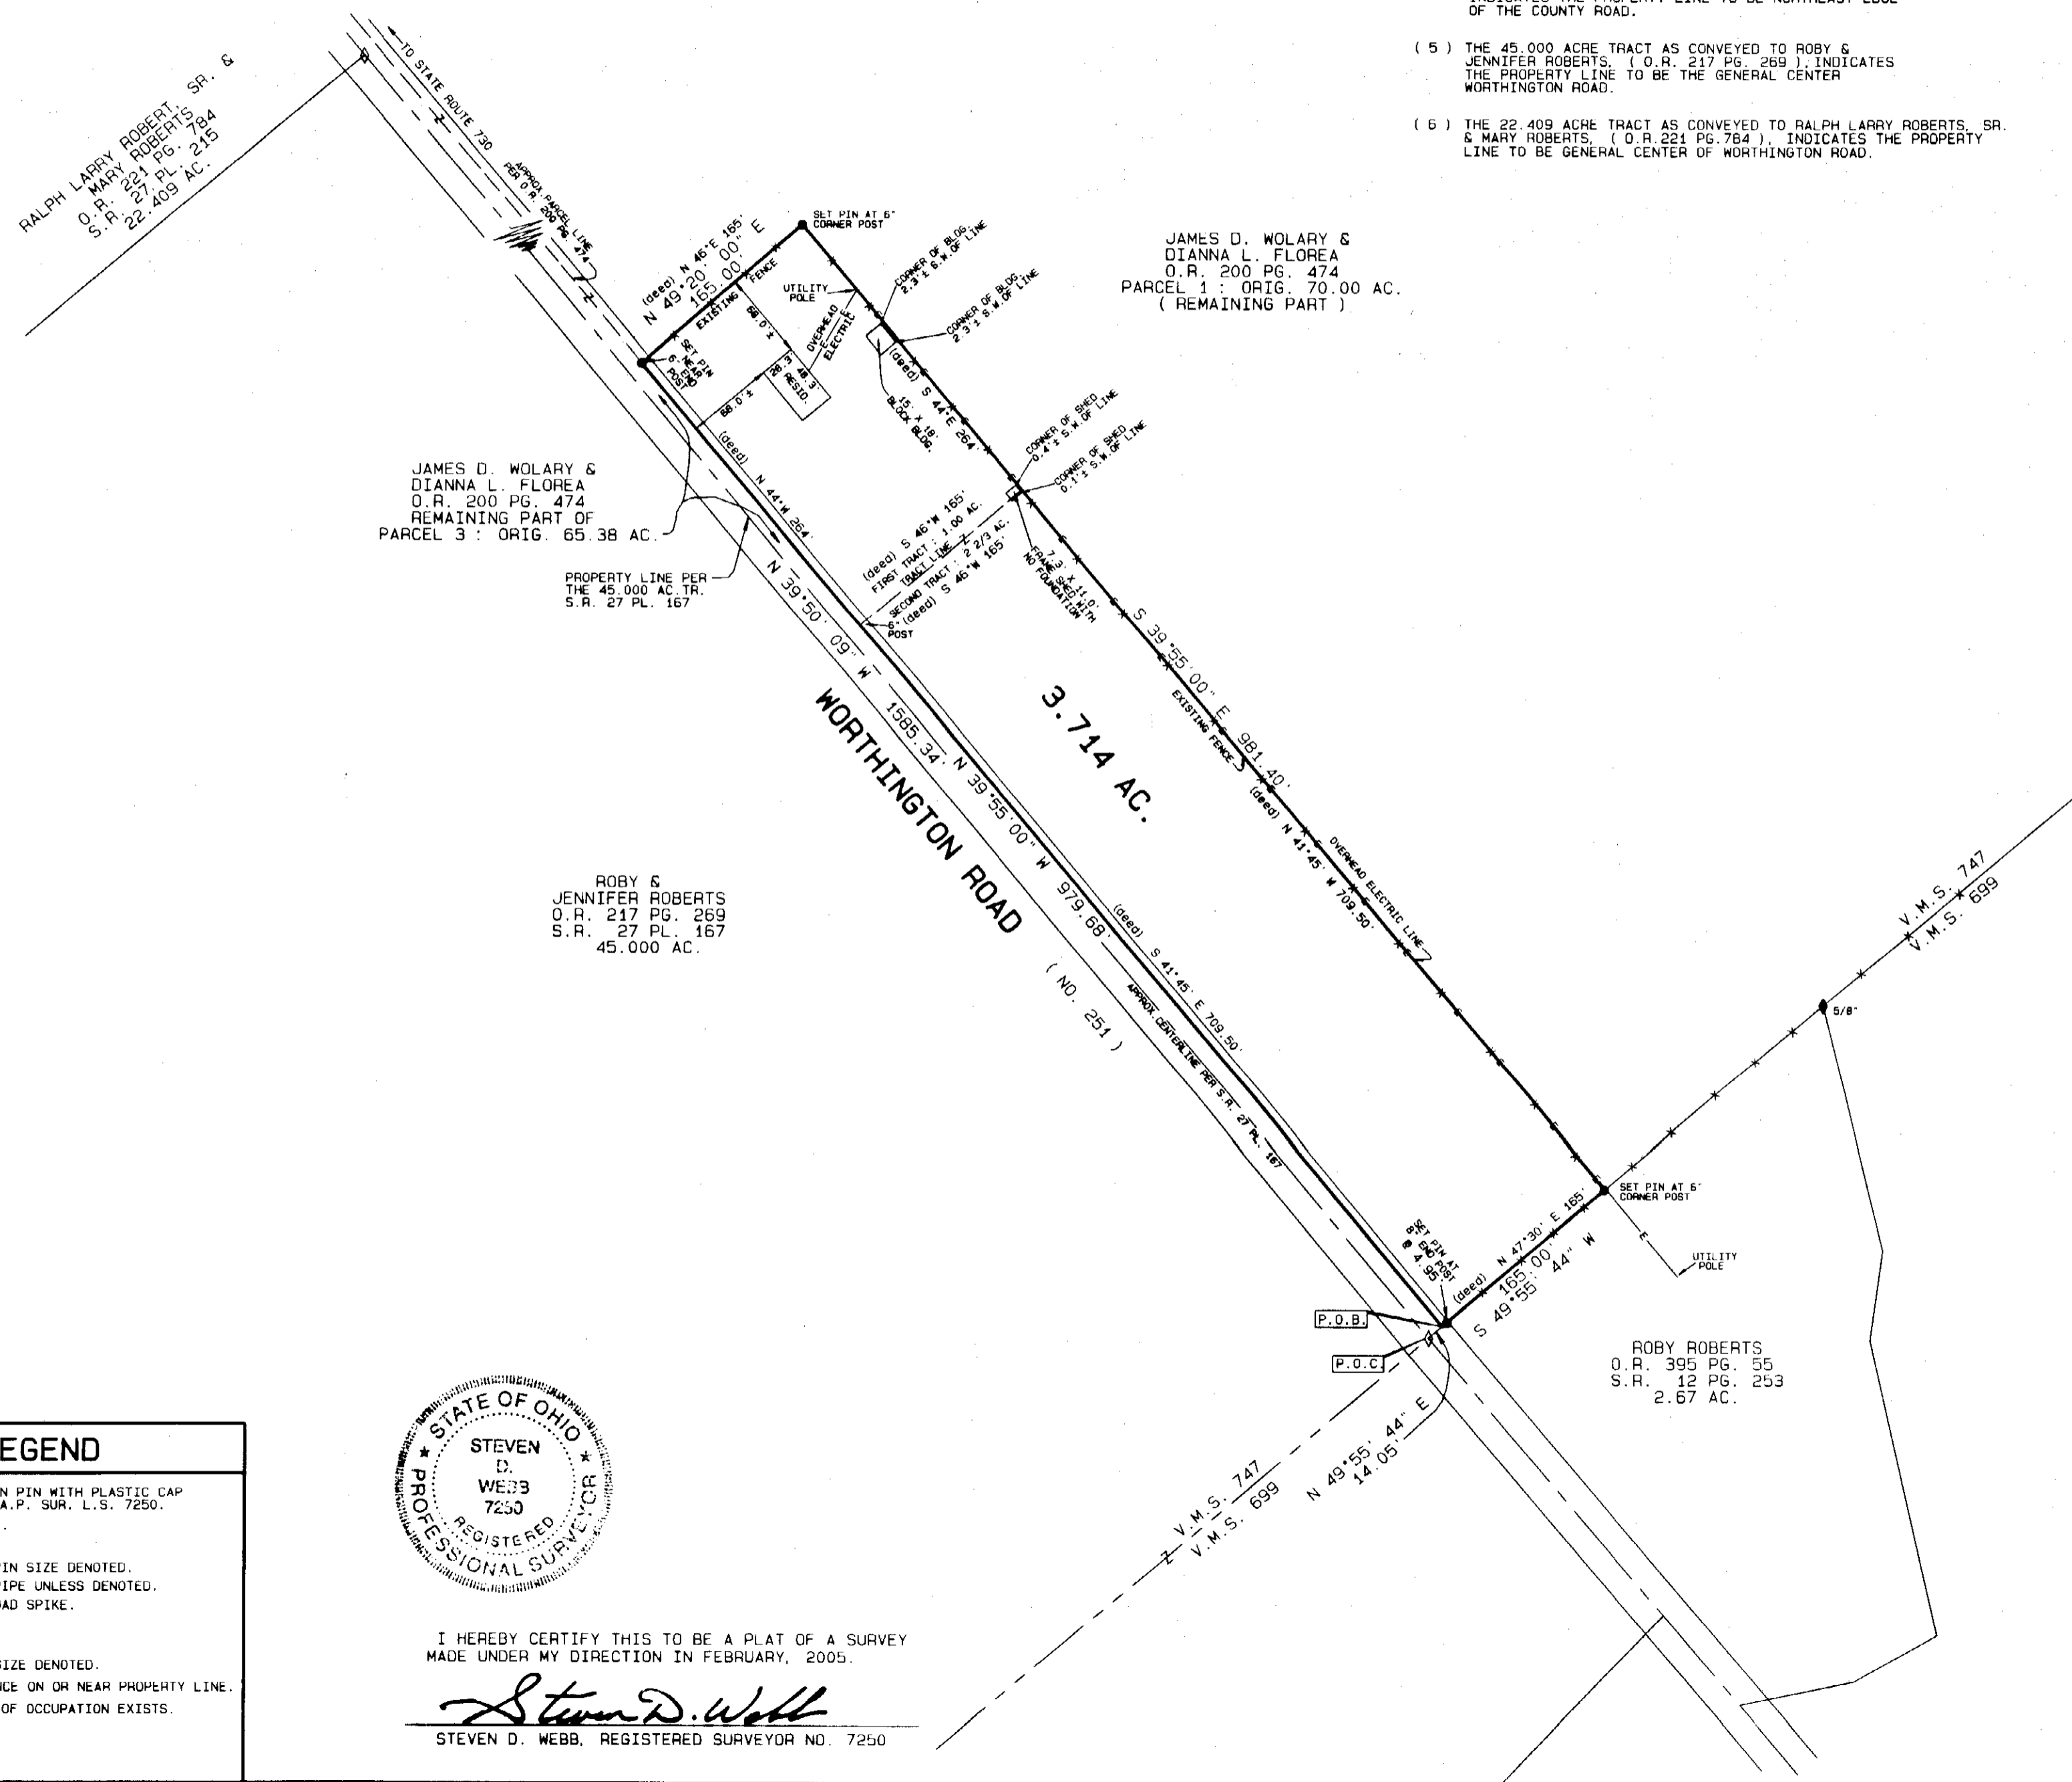 OF THE COUNTY ROAD.
( 5 ) THE 45.000 ACRE TRACT AS CONVEYED TO ROBY &
JENNIFER ROBERTS, ( O.R. 217 PG. 269 ), INDICATES
THE PROPERTY LINE TO BE THE GENERAL CENTER
WORTHINGTON ROAD.
( 6 ) THE 22.409 ACRE TRACT AS CONVEYED TO RALPH LARRY ROBERTS, SR.
& MARY ROBERTS, ( O.R.221 PG.784 ), INDICATES THE PROPERTY
LINE TO BE GENERAL CENTER OF WORTHINGTON ROAD.
RALPH LARRY ROBERT, SR. &
MARY ROBERTS
O.R. 221 PG. 784
S.R. 27 PL. 215
22.409 AC.
TO STATE ROUTE 730
APPROX. PARCEL LINE
PER O.R. 200 PG. 474
(deed) N 46°E 165'
N 49°20' 00" E
165.00'
EXISTING FENCE
SET PIN AT 6"
CORNER POST
UTILITY
POLE
OVERHEAD
ELECTRIC
CORNER OF BLDG.
2.3'± S.W.OF LINE
CORNER OF BLDG.
2.3'± S.W.OF LINE
JAMES D. WOLARY &
DIANNA L. FLOREA
O.R. 200 PG. 474
PARCEL 1 : ORIG. 70.00 AC.
( REMAINING PART )
SET PIN
NEAR
6" END
POST
68.0'±
68.0'±
28.3'
48.3'
RESID.
15' X 18'
BLOCK BLDG.
(deed) S 44°E 264'
(deed) N 44°W 264'
CORNER OF SHED
0.4'± S.W.OF LINE
CORNER OF SHED
0.1'± S.W.OF LINE
JAMES D. WOLARY &
DIANNA L. FLOREA
O.R. 200 PG. 474
REMAINING PART OF
PARCEL 3 : ORIG. 65.38 AC.
PROPERTY LINE PER
THE 45.000 AC.TR.
S.R. 27 PL. 167
(deed) S 46°W 165'
FIRST TRACT : 1.00 AC.
TRACT LINE
SECOND TRACT : 2 2/3 AC.
(deed) S 46°W 165'
6"
POST
7.3' X 11.0'
FRAME SHED WITH
NO FOUNDATION
N 39°50' 09" W 1585.34'
S 39°55'00" E 981.40'
EXISTING FENCE
(deed) N 41°45' W 709.50'
OVERHEAD ELECTRIC LINE
3.714 AC.
WORTHINGTON ROAD
( NO. 251 )
N 39°55'00" W 979.68'
(deed) S 41°45' E 709.50'
APPROX. CENTERLINE PER S.R. 27 PL. 167
ROBY &
JENNIFER ROBERTS
O.R. 217 PG. 269
S.R. 27 PL. 167
45.000 AC.
V.M.S. 747
V.M.S. 699
5/8"
SET PIN AT 6"
CORNER POST
UTILITY
POLE
SET PIN AT
8" END POST
@ 4.95'
(deed) N 47°30' E 165'
165.00'
S 49°55' 44" W
P.O.B.
P.O.C.
N 49°55' 44" E
14.05'
V.M.S. 747
V.M.S. 699
ROBY ROBERTS
O.R. 395 PG. 55
S.R. 12 PG. 253
2.67 AC.
EGEND
N PIN WITH PLASTIC CAP
A.P. SUR. L.S. 7250.
IN SIZE DENOTED.
IPE UNLESS DENOTED.
AD SPIKE.
SIZE DENOTED.
NCE ON OR NEAR PROPERTY LINE.
OF OCCUPATION EXISTS.
STATE OF OHIO
STEVEN
D.
WEBB
7250
REGISTERED
PROFESSIONAL SURVEYOR
I HEREBY CERTIFY THIS TO BE A PLAT OF A SURVEY
MADE UNDER MY DIRECTION IN FEBRUARY, 2005.
Steven D. Webb
STEVEN D. WEBB, REGISTERED SURVEYOR NO. 7250